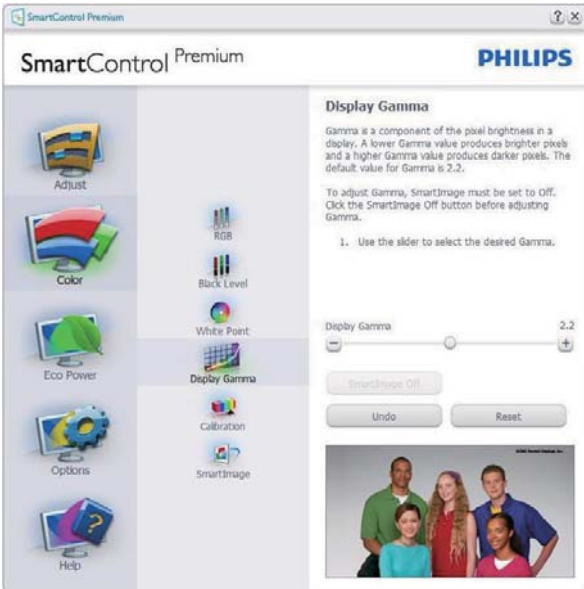 SmartControl Premium
SmartControl Premium
PHILIPS
Adjust
Color
Eco Power
Options
Help
RGB
Black Level
White Point
Display Gamma
Calibration
SmartImage
Display Gamma
Gamma is a component of the pixel brightness in a
display. A lower Gamma value produces brighter pixels
and a higher Gamma value produces darker pixels. The
default value for Gamma is 2.2.
To adjust Gamma, SmartImage must be set to Off.
Click the SmartImage Off button before adjusting
Gamma.
1. Use the slider to select the desired Gamma.
Display Gamma 2.2
SmartImage Off
Undo Reset